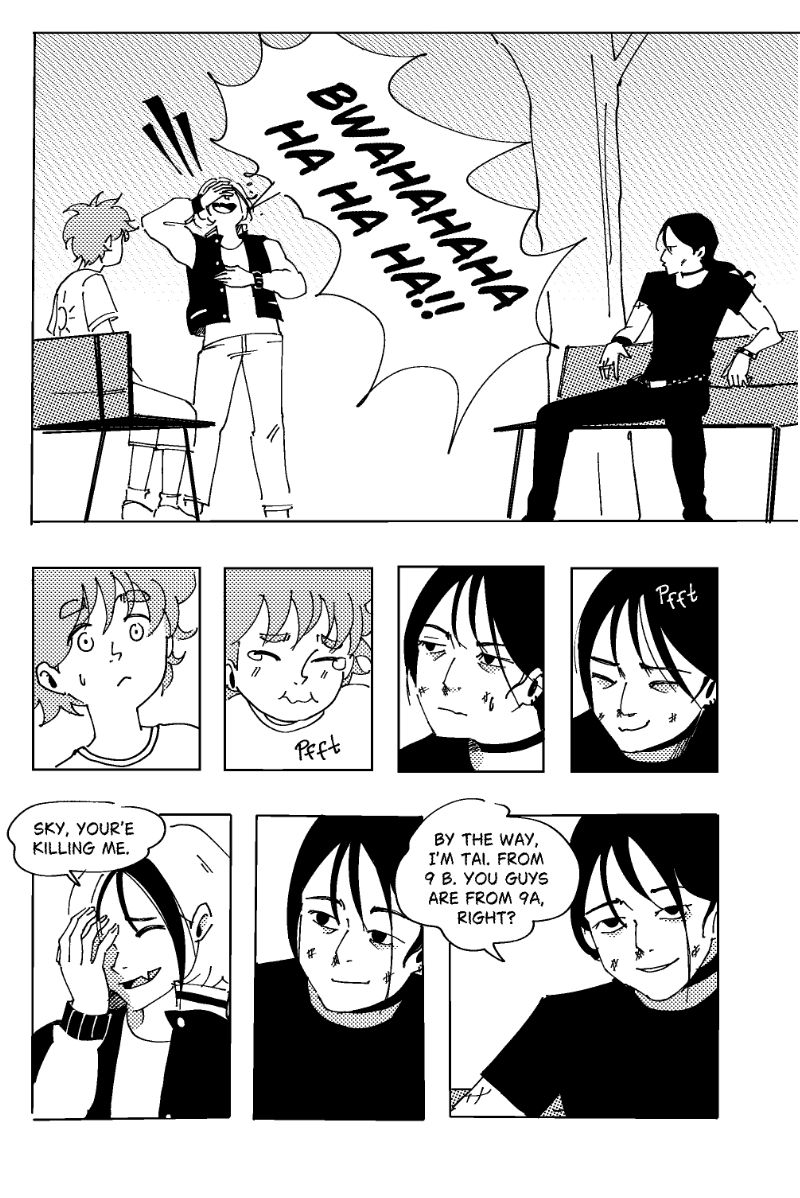 BWAHAHAHA
HA HA HA!!
Pfft
Pfft
SKY, YOUR'E
KILLING ME.
BY THE WAY,
I'M TAI. FROM
9 B. YOU GUYS
ARE FROM 9A,
RIGHT?